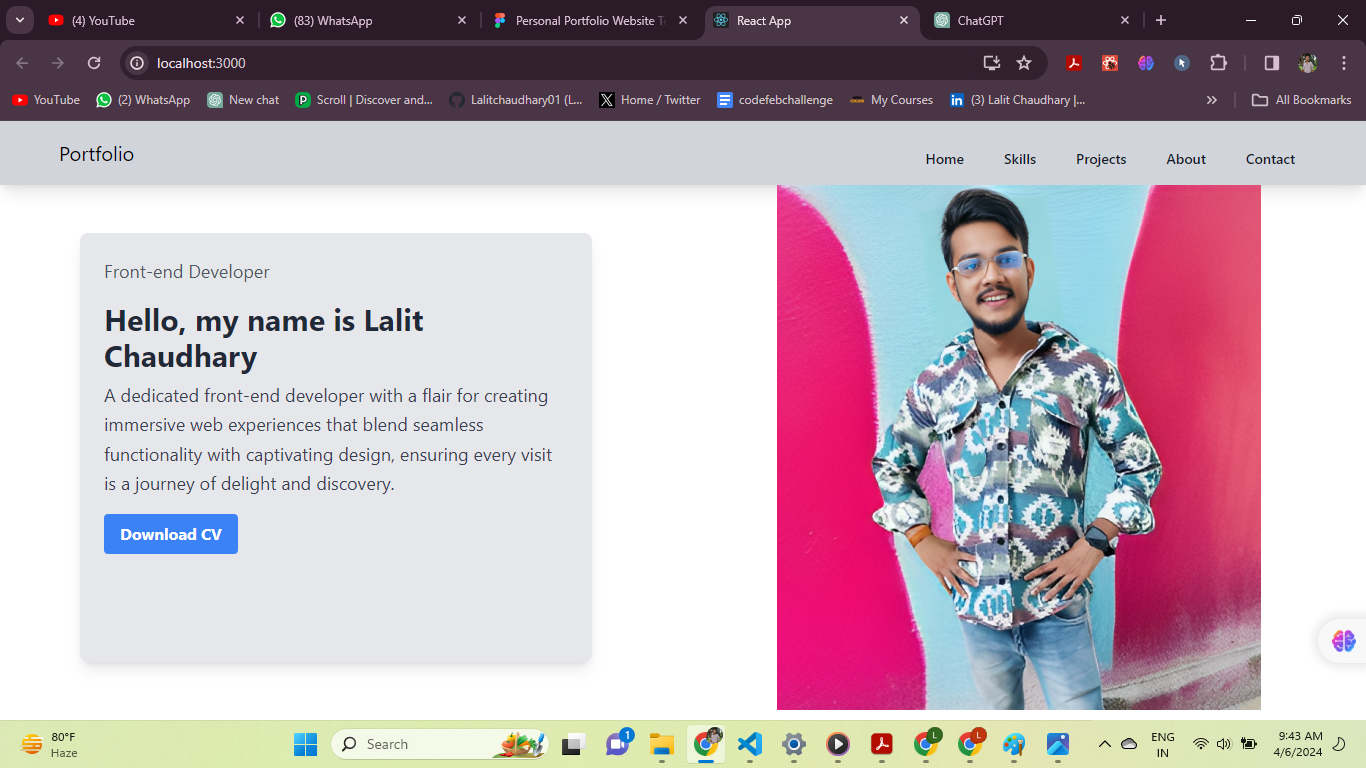 (4) YouTube
(83) WhatsApp
Personal Portfolio Website T
React App
ChatGPT
localhost:3000
YouTube
(2) WhatsApp
New chat
Scroll | Discover and...
Lalitchaudhary01 (L...
Home / Twitter
codefebchallenge
My Courses
(3) Lalit Chaudhary |...
All Bookmarks
Portfolio
Home
Skills
Projects
About
Contact
Front-end Developer
Hello, my name is Lalit
Chaudhary
A dedicated front-end developer with a flair for creating
immersive web experiences that blend seamless
functionality with captivating design, ensuring every visit
is a journey of delight and discovery.
Download CV
80°F
Haze
Search
1
L
L
ENG
IN
9:43 AM
4/6/2024